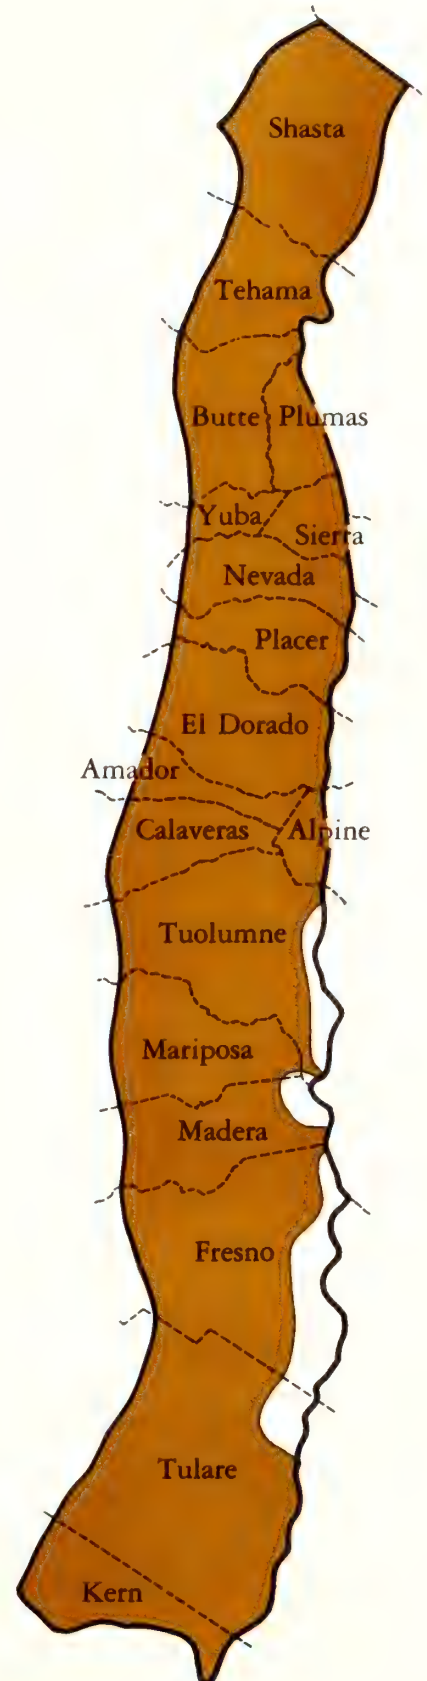 Shasta
Tehama
Butte Plumas
Yuba
Sierra
Nevada
Placer
El Dorado
Amador
Calaveras Alpine
Tuolumne
Mariposa
Madera
Fresno
Tulare
Kern